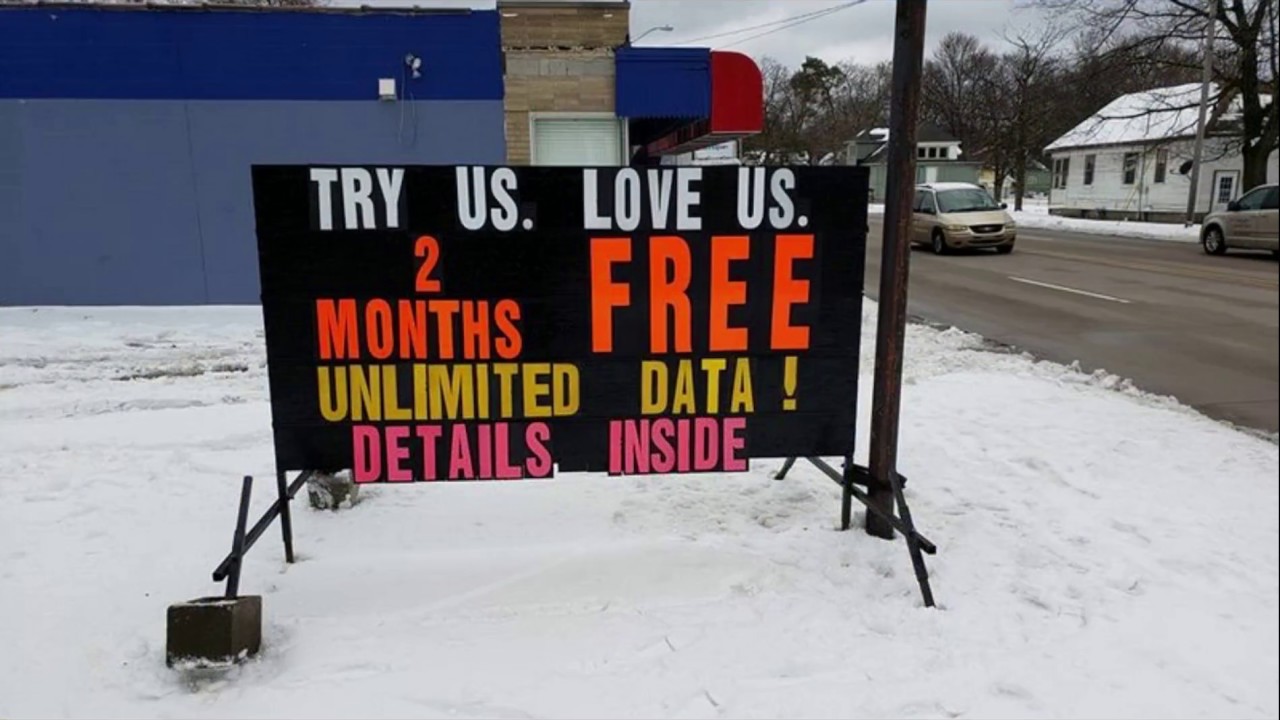 TRY US. LOVE US.
2
MONTHS FREE
UNLIMITED DATA !
DETAILS INSIDE